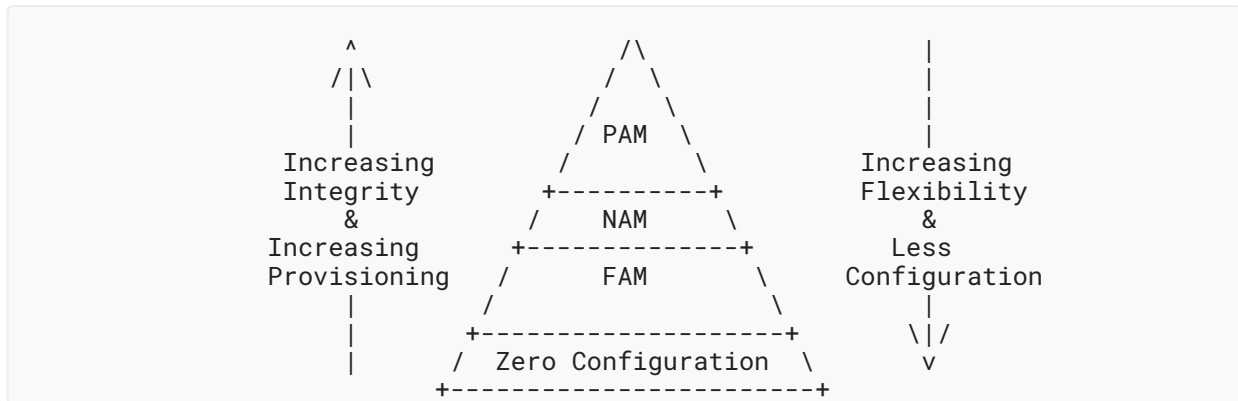 ^                 /\                  |
           /|\               /  \                 |
            |               /    \                |
            |              / PAM  \               |
        Increasing        /        \          Increasing
        Integrity        +----------+         Flexibility
            &           /    NAM     \            &
       Increasing      +--------------+         Less
       Provisioning   /      FAM       \     Configuration
            |        /                  \         |
            |       +--------------------+       \|/
            |      /  Zero Configuration  \       v
                  +------------------------+